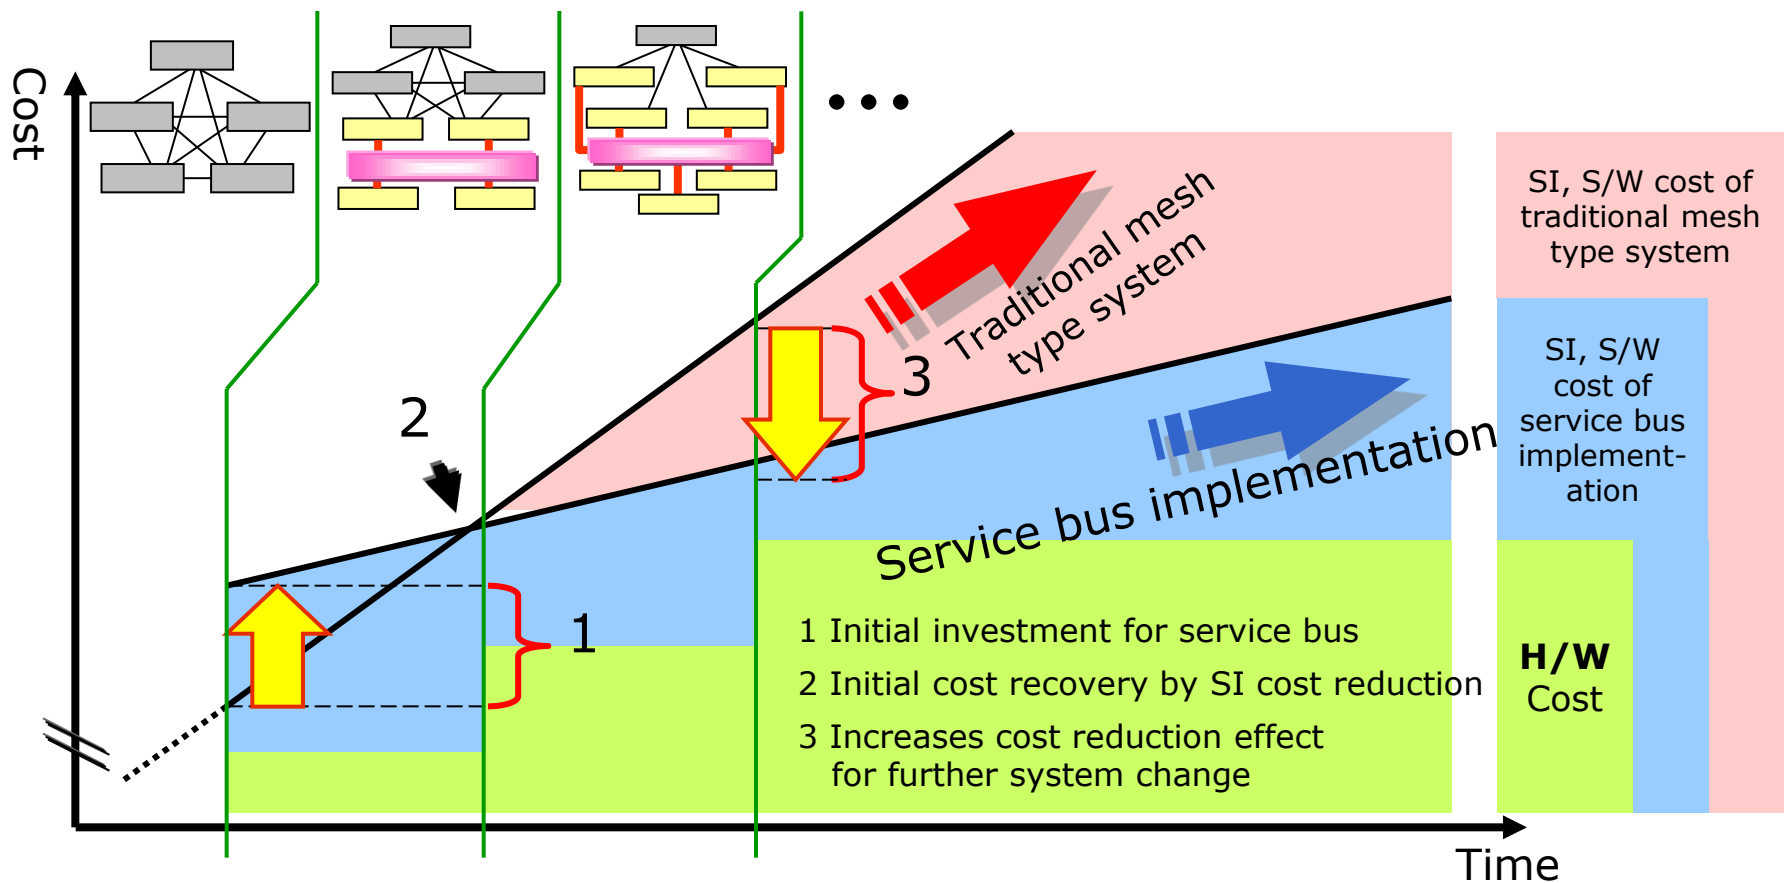 Cost
SI, S/W cost of
traditional mesh
type system
Traditional mesh
type system
3
2
SI, S/W
cost of
service bus
implement-
ation
Service bus implementation
1
1 Initial investment for service bus
2 Initial cost recovery by SI cost reduction
3 Increases cost reduction effect
for further system change
H/W
Cost
Time